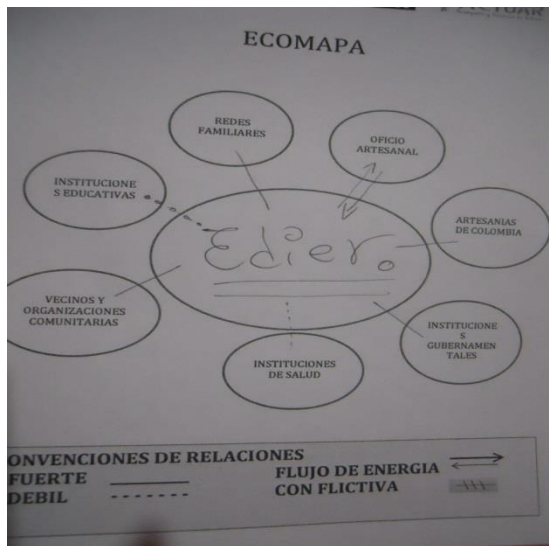 ECOMAPA
REDES
FAMILIARES
OFICIO
ARTESANAL
INSTITUCIONE
S EDUCATIVAS
ARTESANIAS
DE COLOMBIA
Edier.
VECINOS Y
ORGANIZACIONES
COMUNITARIAS
INSTITUCIONE
S
GUBERNAMEN
TALES
INSTITUCIONES
DE SALUD
ONVENCIONES DE RELACIONES
FUERTE
DEBIL
FLUJO DE ENERGIA
CON FLICTIVA